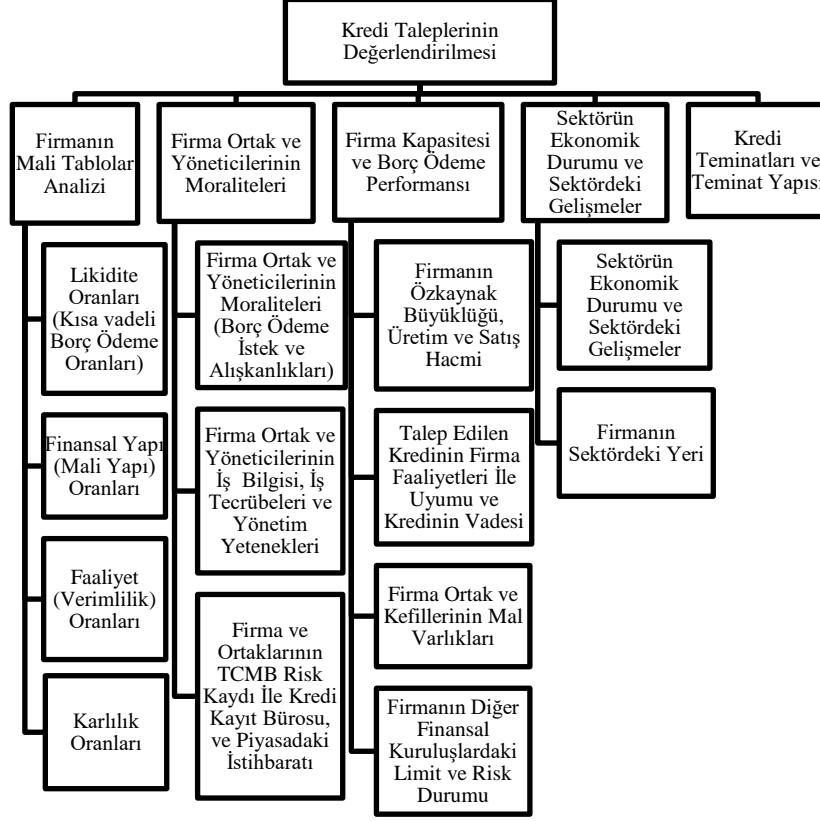 Kredi Taleplerinin
Değerlendirilmesi
Firmanın
Mali Tablolar
Analizi
Firma Ortak ve
Yöneticilerinin
Moraliteleri
Firma Kapasitesi
ve Borç Ödeme
Performansı
Sektörün
Ekonomik
Durumu ve
Sektördeki
Gelişmeler
Kredi
Teminatları ve
Teminat Yapısı
Likidite
Oranları
(Kısa vadeli
Borç Ödeme
Oranları)
Finansal Yapı
(Mali Yapı)
Oranları
Faaliyet
(Verimlilik)
Oranları
Karlılık
Oranları
Firma Ortak ve
Yöneticilerinin
Moraliteleri
(Borç Ödeme
İstek ve
Alışkanlıkları)
Firma Ortak ve
Yöneticilerinin
İş Bilgisi, İş
Tecrübeleri ve
Yönetim
Yetenekleri
Firma ve
Ortaklarının
TCMB Risk
Kaydı İle Kredi
Kayıt Bürosu,
ve Piyasadaki
İstihbaratı
Firmanın
Özkaynak
Büyüklüğü,
Üretim ve Satış
Hacmi
Talep Edilen
Kredinin Firma
Faaliyetleri İle
Uyumu ve
Kredinin Vadesi
Firma Ortak ve
Kefillerinin Mal
Varlıkları
Firmanın Diğer
Finansal
Kuruluşlardaki
Limit ve Risk
Durumu
Sektörün
Ekonomik
Durumu ve
Sektördeki
Gelişmeler
Firmanın
Sektördeki Yeri